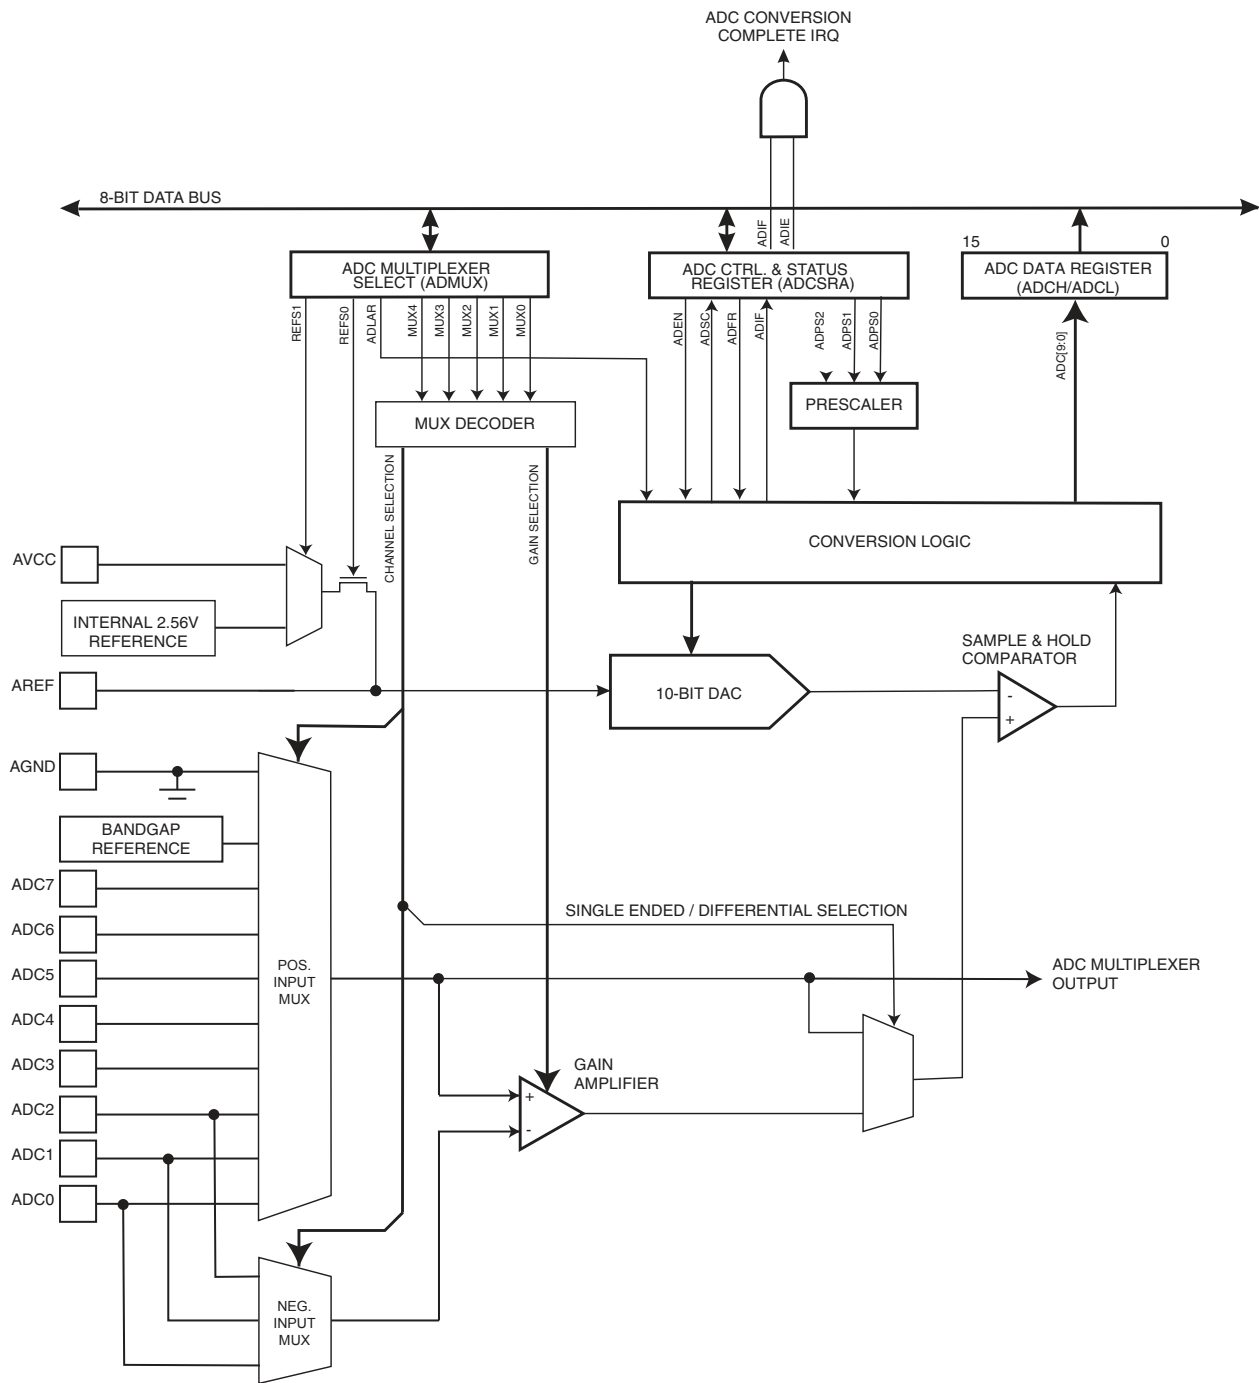 ADC CONVERSION
COMPLETE IRQ
8-BIT DATA BUS
ADIF
ADIE
15
0
ADC MULTIPLEXER
SELECT (ADMUX)
ADC CTRL. & STATUS
REGISTER (ADCSRA)
ADC DATA REGISTER
(ADCH/ADCL)
REFS1
REFS0
ADLAR
MUX4
MUX3
MUX2
MUX1
MUX0
ADEN
ADSC
ADFR
ADIF
ADPS2
ADPS1
ADPS0
ADC[9:0]
MUX DECODER
PRESCALER
CHANNEL SELECTION
GAIN SELECTION
CONVERSION LOGIC
AVCC
INTERNAL 2.56V
REFERENCE
SAMPLE & HOLD
COMPARATOR
AREF
10-BIT DAC
-
+
AGND
BANDGAP
REFERENCE
ADC7
SINGLE ENDED / DIFFERENTIAL SELECTION
ADC6
ADC5
POS.
INPUT
MUX
ADC MULTIPLEXER
OUTPUT
ADC4
ADC3
GAIN
AMPLIFIER
+
-
ADC2
ADC1
ADC0
NEG.
INPUT
MUX